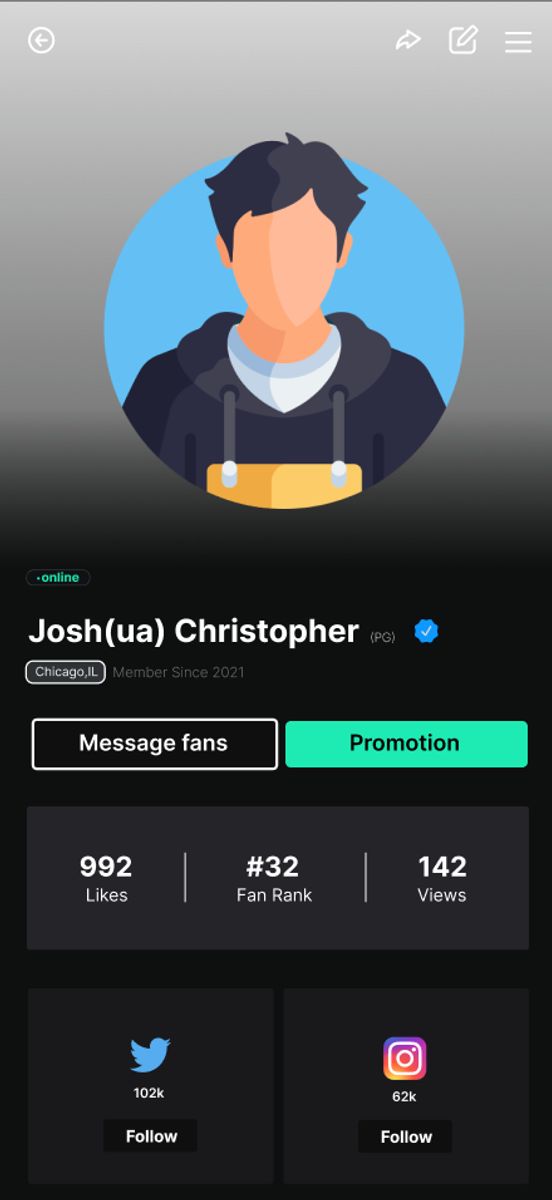 •online
Josh(ua) Christopher (PG)
Chicago,IL Member Since 2021
Message fans Promotion
992 #32 142
Likes Fan Rank Views
102k 62k
Follow Follow